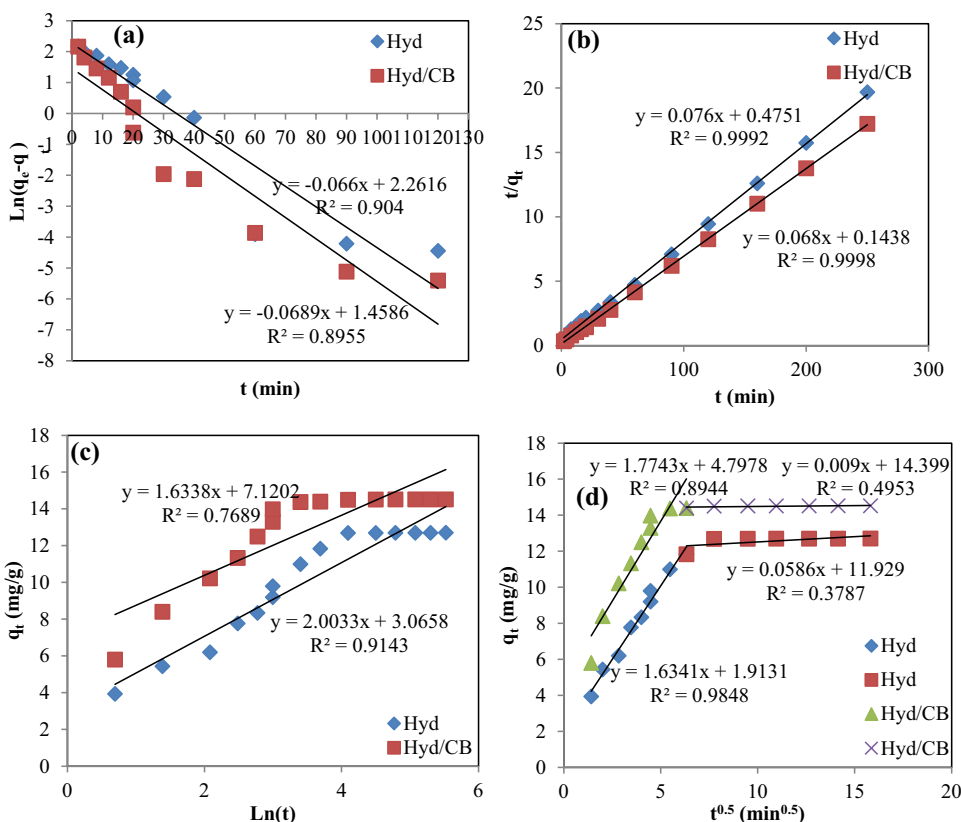 (a)
Hyd
Hyd/CB
3
2
1
0
-1
-2
-3
-4
-5
-6
-7
-8
0 10 20 30 40 50 60 70 80 90 100 110 120 130
Ln(qe-q)
t (min)
y = -0.066x + 2.2616
R² = 0.904
y = -0.0689x + 1.4586
R² = 0.8955
(b)
Hyd
Hyd/CB
25
20
15
10
5
0
0 100 200 300
t/qt
t (min)
y = 0.076x + 0.4751
R² = 0.9992
y = 0.068x + 0.1438
R² = 0.9998
(c)
18
16
14
12
10
8
6
4
2
0
0 2 4 6
qt (mg/g)
Ln(t)
y = 1.6338x + 7.1202
R² = 0.7689
y = 2.0033x + 3.0658
R² = 0.9143
Hyd
Hyd/CB
(d)
18
16
14
12
10
8
6
4
2
0
0 5 10 15 20
qt (mg/g)
t0.5 (min0.5)
y = 1.7743x + 4.7978
R² = 0.8944
y = 0.009x + 14.399
R² = 0.4953
y = 0.0586x + 11.929
R² = 0.3787
y = 1.6341x + 1.9131
R² = 0.9848
Hyd
Hyd
Hyd/CB
Hyd/CB